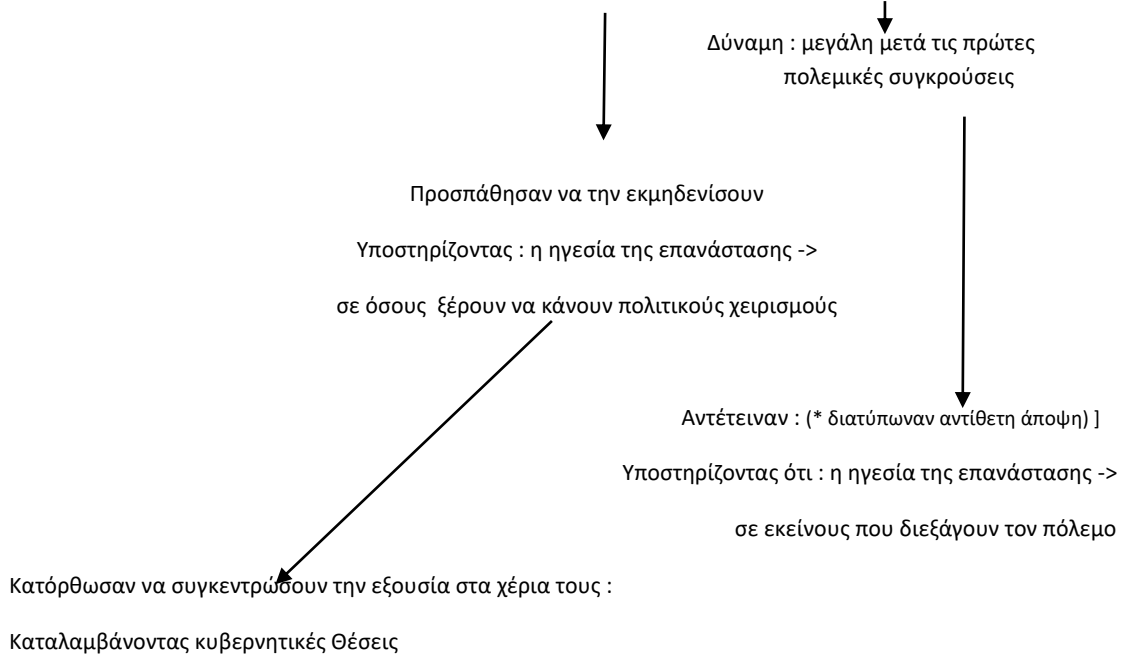 Δύναμη : μεγάλη μετά τις πρώτες
πολεμικές συγκρούσεις
Προσπάθησαν να την εκμηδενίσουν
Υποστηρίζοντας : η ηγεσία της επανάστασης ->
σε όσους ξέρουν να κάνουν πολιτικούς χειρισμούς
Αντέτειναν : (* διατύπωναν αντίθετη άποψη) ]
Υποστηρίζοντας ότι : η ηγεσία της επανάστασης ->
σε εκείνους που διεξάγουν τον πόλεμο
Κατόρθωσαν να συγκεντρώσουν την εξουσία στα χέρια τους :
Καταλαμβάνοντας κυβερνητικές Θέσεις